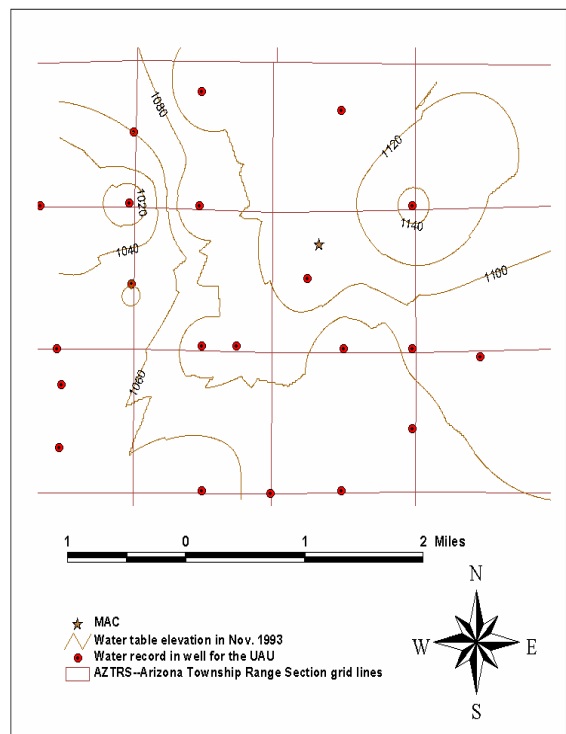 1080
1120
1020
1140
1040
1100
1060
1 0 1 2 Miles
N
MAC
Water table elevation in Nov. 1993
W E
Water record in well for the UAU
AZTRS--Arizona Township Range Section grid lines
S